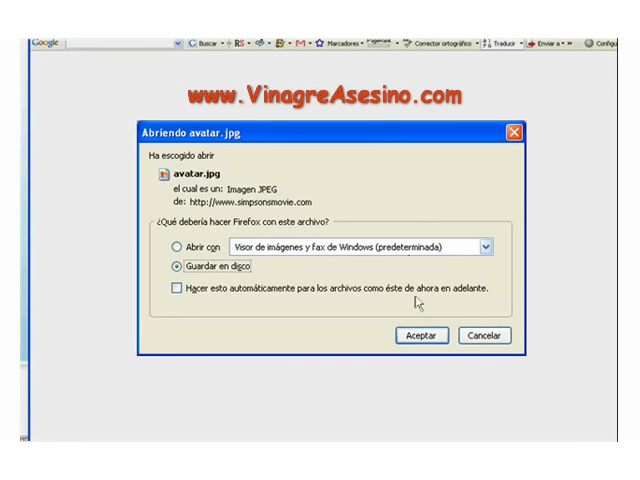 Google Buscar RS M Marcadores PageRank Corrector ortográfico Traducir Enviar a Configu
www.VinagreAsesino.com
Abriendo avatar.jpg
Ha escogido abrir
avatar.jpg
el cual es un: Imagen JPEG
de: http://www.simpsonsmovie.com
¿Qué debería hacer Firefox con este archivo?
Abrir con Visor de imágenes y fax de Windows (predeterminada)
Guardar en disco
Hacer esto automáticamente para los archivos como éste de ahora en adelante.
Aceptar Cancelar